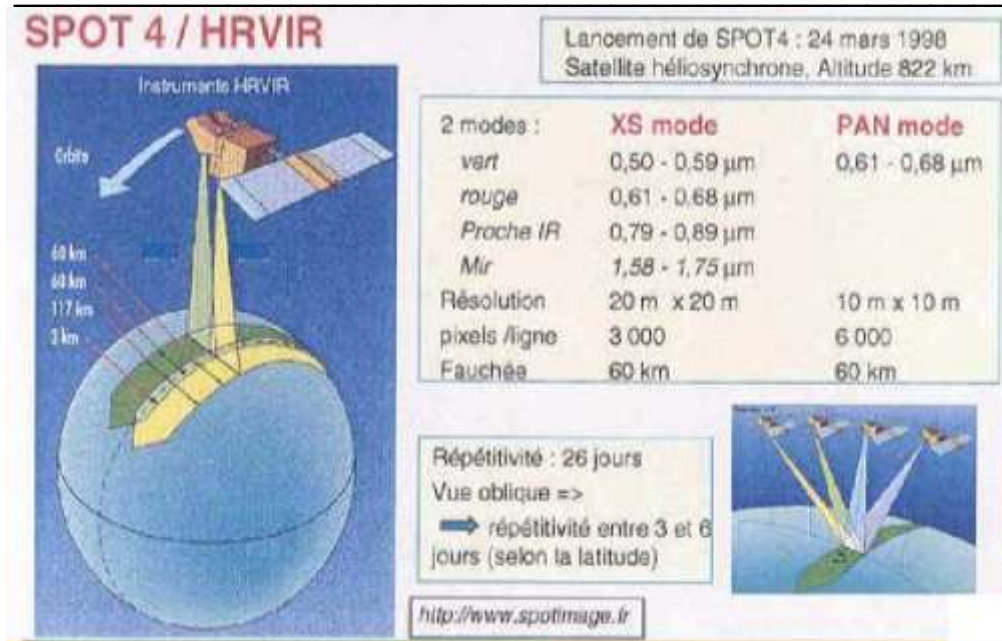 SPOT 4 / HRVIR
Lancement de SPOT4 : 24 mars 1998
Satellite héliosynchrone, Altitude 822 km
Instruments HRVIR
Orbite
60 km
60 km
117 km
3 km
2 modes : XS mode PAN mode
vert 0,50 - 0,59 µm 0,61 - 0,68 µm
rouge 0,61 - 0,68 µm
Proche IR 0,79 - 0,89 µm
Mir 1,58 - 1,75 µm
Résolution 20 m x 20 m 10 m x 10 m
pixels /ligne 3 000 6 000
Fauchée 60 km 60 km
Répétitivité : 26 jours
Vue oblique =>
répétitivité entre 3 et 6
jours (selon la latitude)
http://www.spotimage.fr